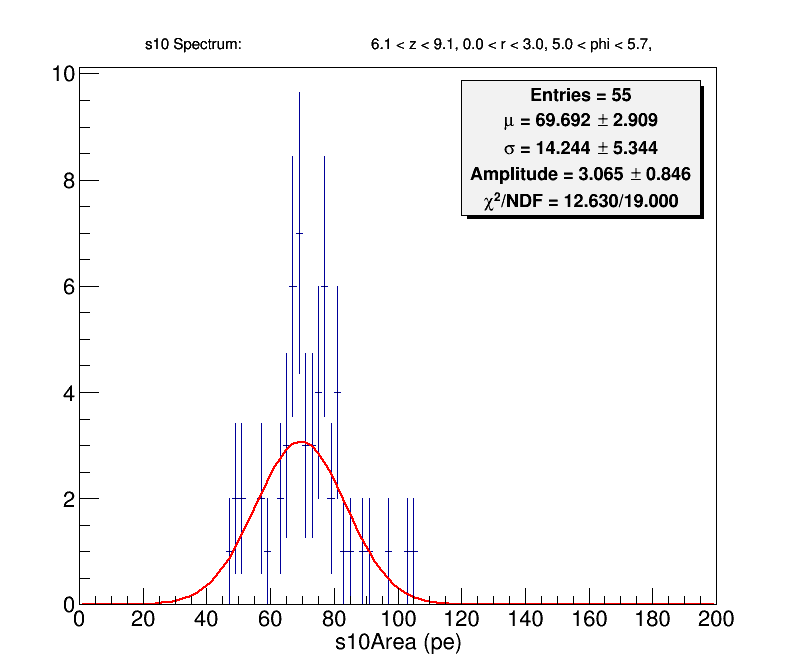 s10 Spectrum: 6.1 < z < 9.1, 0.0 < r < 3.0, 5.0 < phi < 5.7,
Entries = 55
μ = 69.692 ± 2.909
σ = 14.244 ± 5.344
Amplitude = 3.065 ± 0.846
χ²/NDF = 12.630/19.000
10
8
6
4
2
0
0 20 40 60 80 100 120 140 160 180 200
s10Area (pe)